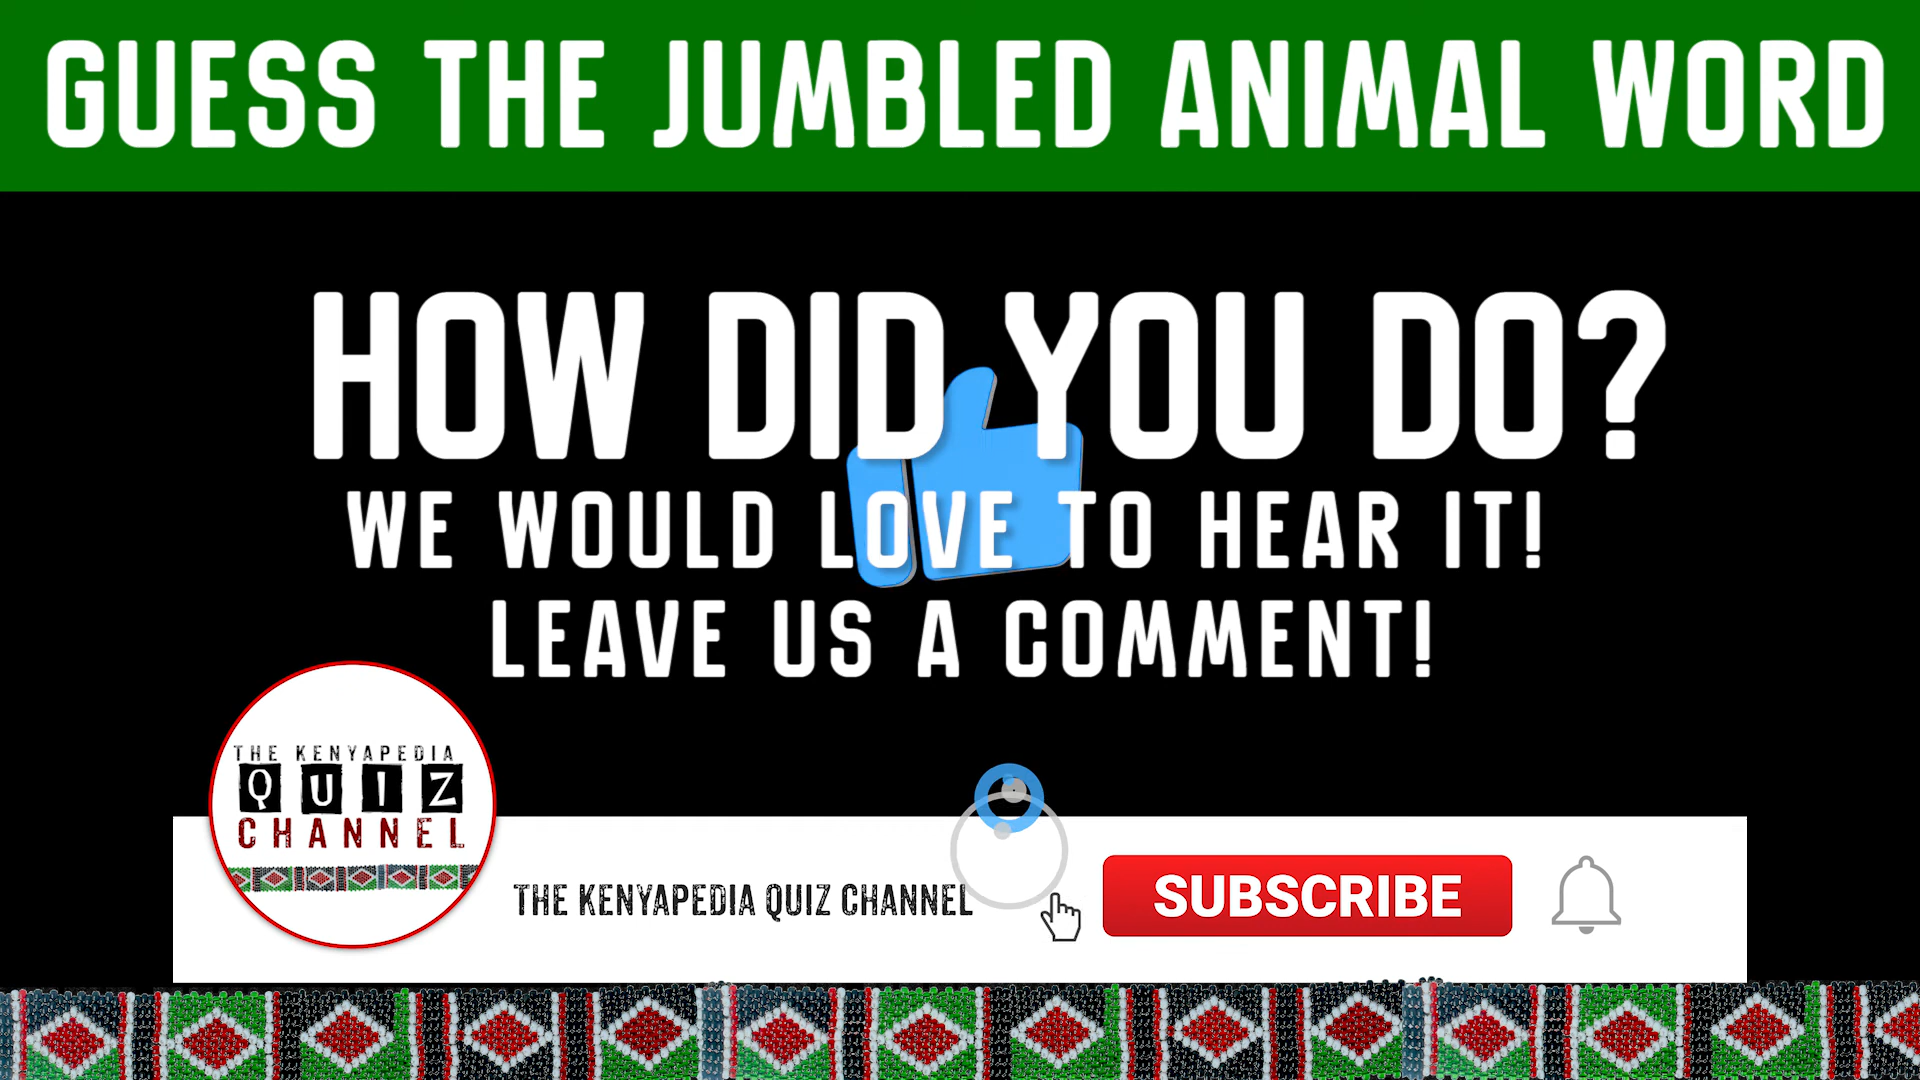 GUESS THE JUMBLED ANIMAL WORD
HOW DID YOU DO?
WE WOULD LOVE TO HEAR IT!
LEAVE US A COMMENT!
THE KENYAPEDIA
QUIZ
CHANNEL
THE KENYAPEDIA QUIZ CHANNEL
SUBSCRIBE